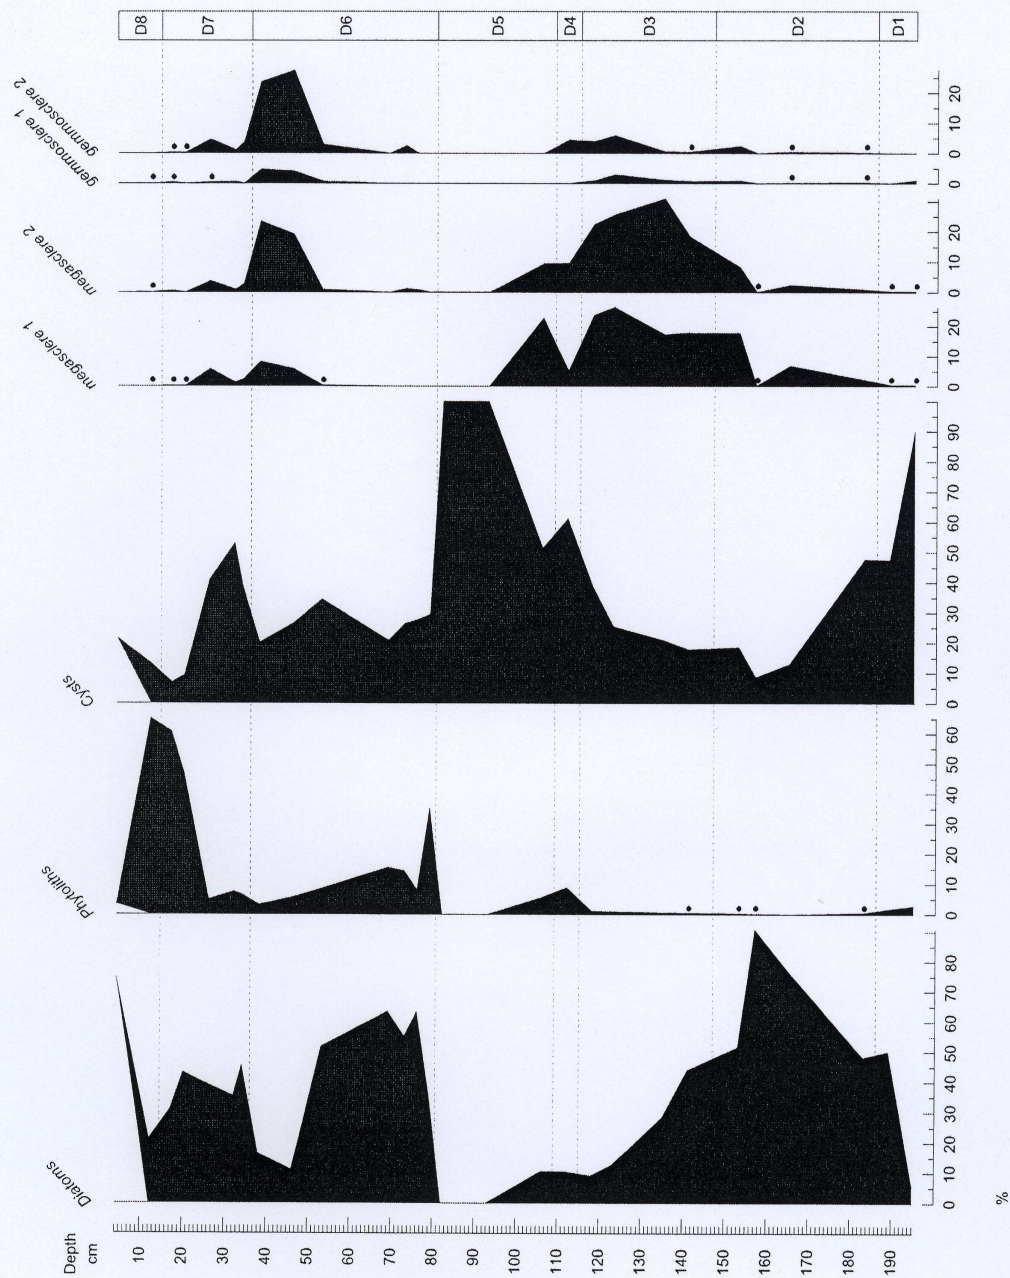 Depth
cm
Diatoms
Phytoliths
Cysts
megasclere 1
megasclere 2
gemmosclere 1
gemmosclere 2
10
20
30
40
50
60
70
80
90
100
110
120
130
140
150
160
170
180
190
D8
D7
D6
D5
D4
D3
D2
D1
0 10 20 30 40 50 60 70 80
0 10 20 30 40 50 60
0 10 20 30 40 50 60 70 80 90
0 10 20
0 10 20
0
0 10 20
%